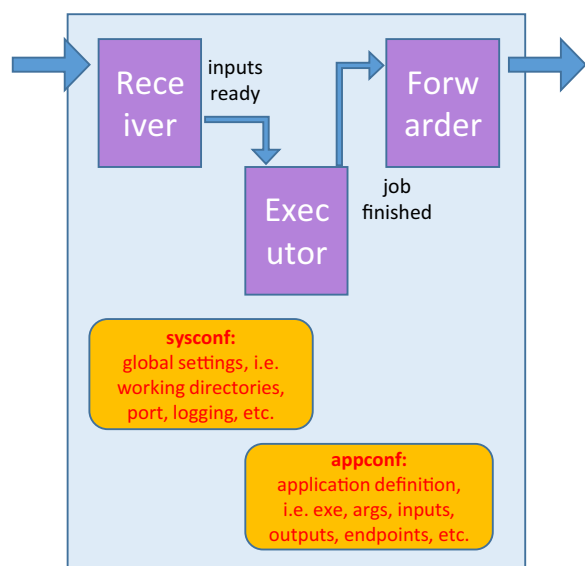 Rece
iver
inputs
ready
Forw
arder
Exec
utor
job
finished
sysconf:
global settings, i.e.
working directories,
port, logging, etc.
appconf:
application definition,
i.e. exe, args, inputs,
outputs, endpoints, etc.